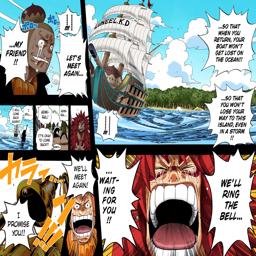 ...SO THAT
WHEN YOU
RETURN, YOUR
BOAT WON'T
GET LOST ON
THE OCEAN!!
...SO THAT
YOU WON'T
LOSE YOUR
WAY TO THIS
ISLAND, EVEN
IN A STORM
!!
LET'S
MEET
AGAIN...
...MY
FRIEND
!!
WE'LL
RING
THE
BELL...
...WAIT-
ING
FOR
YOU!!
WE'LL
MEET
AGAIN!
I
PROMISE
YOU!!